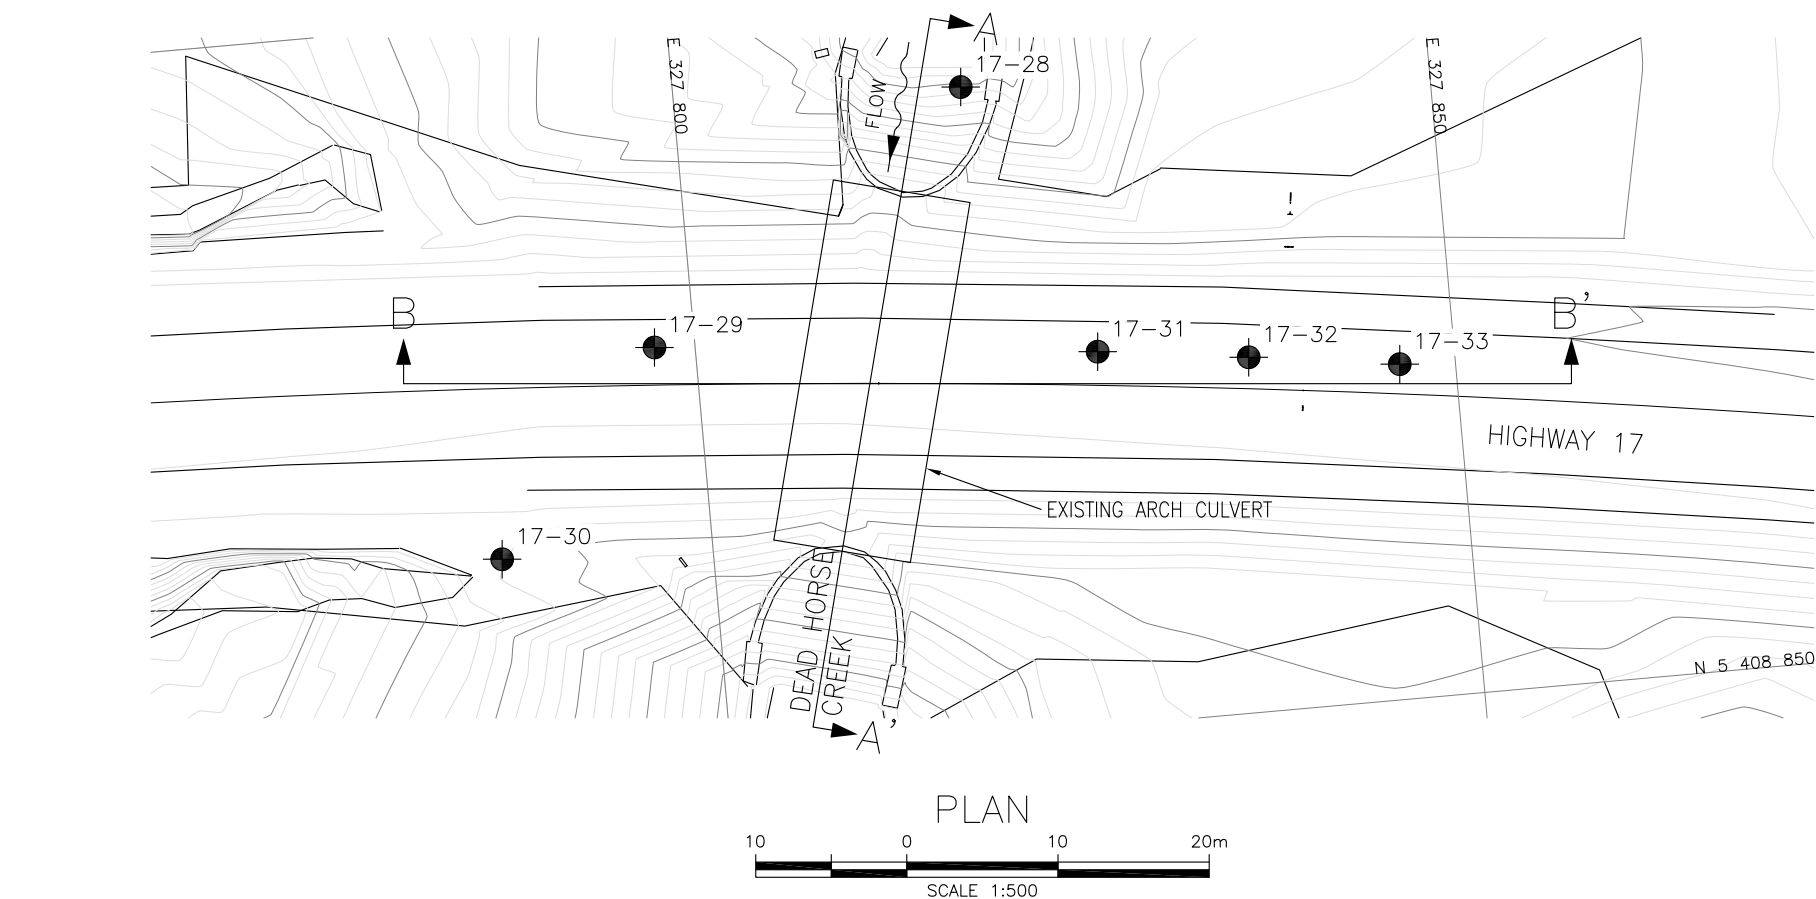 A
E 327 800
17-28
E 327 850
FLOW
B
17-29
17-31
17-32
17-33
B'
HIGHWAY 17
EXISTING ARCH CULVERT
17-30
DEAD HORSE
CREEK
N 5 408 850
A'
PLAN
10 0 10 20m
SCALE 1:500